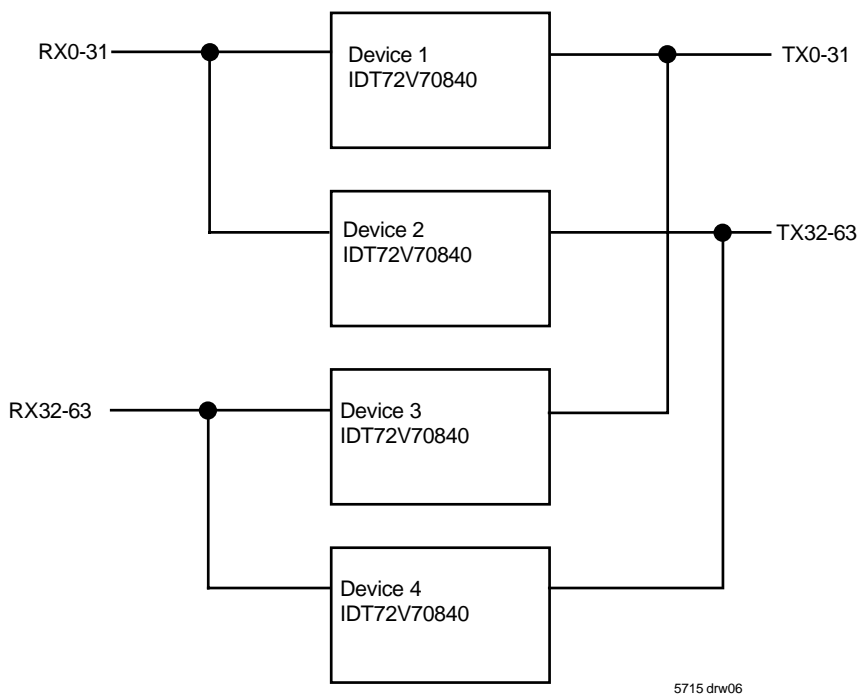 RX0-31
Device 1
IDT72V70840
TX0-31
Device 2
IDT72V70840
TX32-63
RX32-63
Device 3
IDT72V70840
Device 4
IDT72V70840
5715 drw06